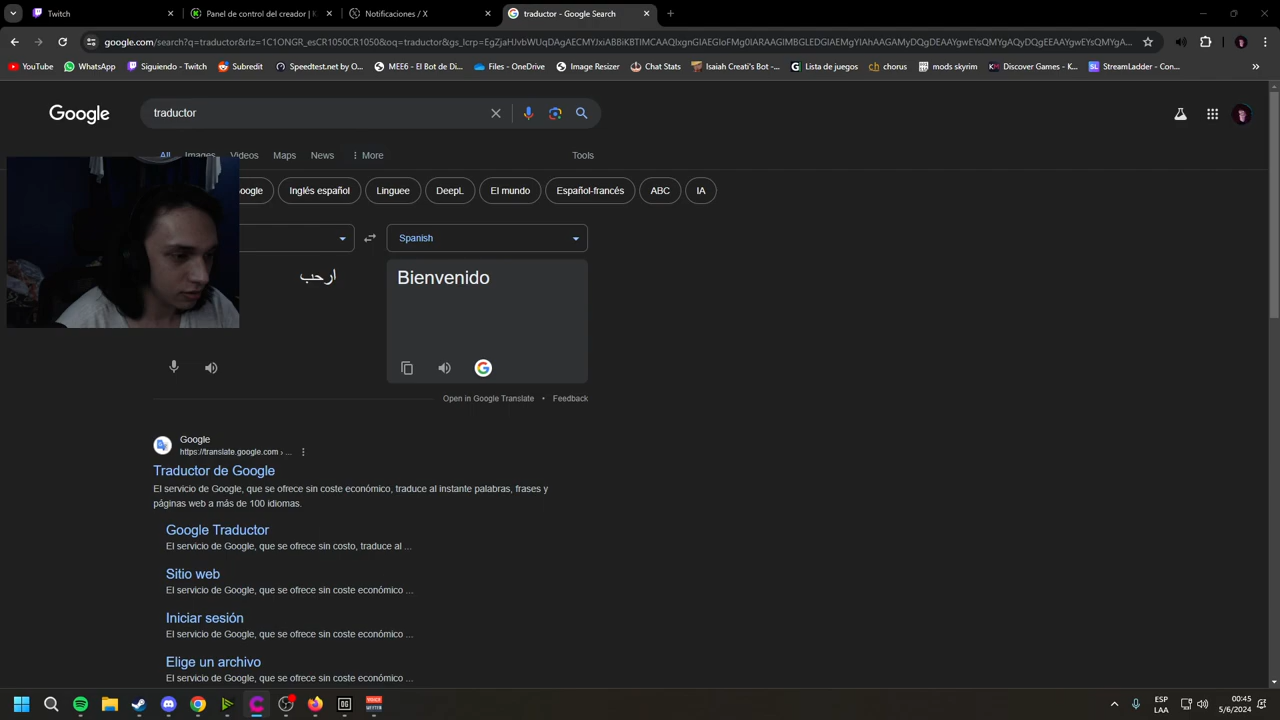 Twitch
Panel de control del creador | K
Notificaciones / X
traductor - Google Search
google.com/search?q=traductor&rlz=1C1ONGR_esCR1050CR1050&oq=traductor&gs_lcrp=
YouTube
WhatsApp
Siguiendo - Twitch
Subredit
Speedtest.net by O...
MEE6 - El Bot de Di...
Files - OneDrive
Image Resizer
Chat Stats
Isaiah Creati's Bot -...
Lista de juegos
chorus
mods skyrim
Discover Games - K...
StreamLadder - Con...
Google
traductor
All
Images
Videos
Maps
News
More
Tools
oogle
Inglés español
Linguee
DeepL
El mundo
Español-francés
ABC
IA
Spanish
ارحب
Bienvenido
Open in Google Translate • Feedback
Google
https://translate.google.com › ...
Traductor de Google
El servicio de Google, que se ofrece sin coste económico, traduce al instante palabras, frases y
páginas web a más de 100 idiomas.
Google Traductor
El servicio de Google, que se ofrece sin costo, traduce al ...
Sitio web
El servicio de Google, que se ofrece sin coste económico ...
Iniciar sesión
El servicio de Google, que se ofrece sin coste económico ...
Elige un archivo
El servicio de Google, que se ofrece sin coste económico ...
ESP
LAA
00:45
5/6/2024